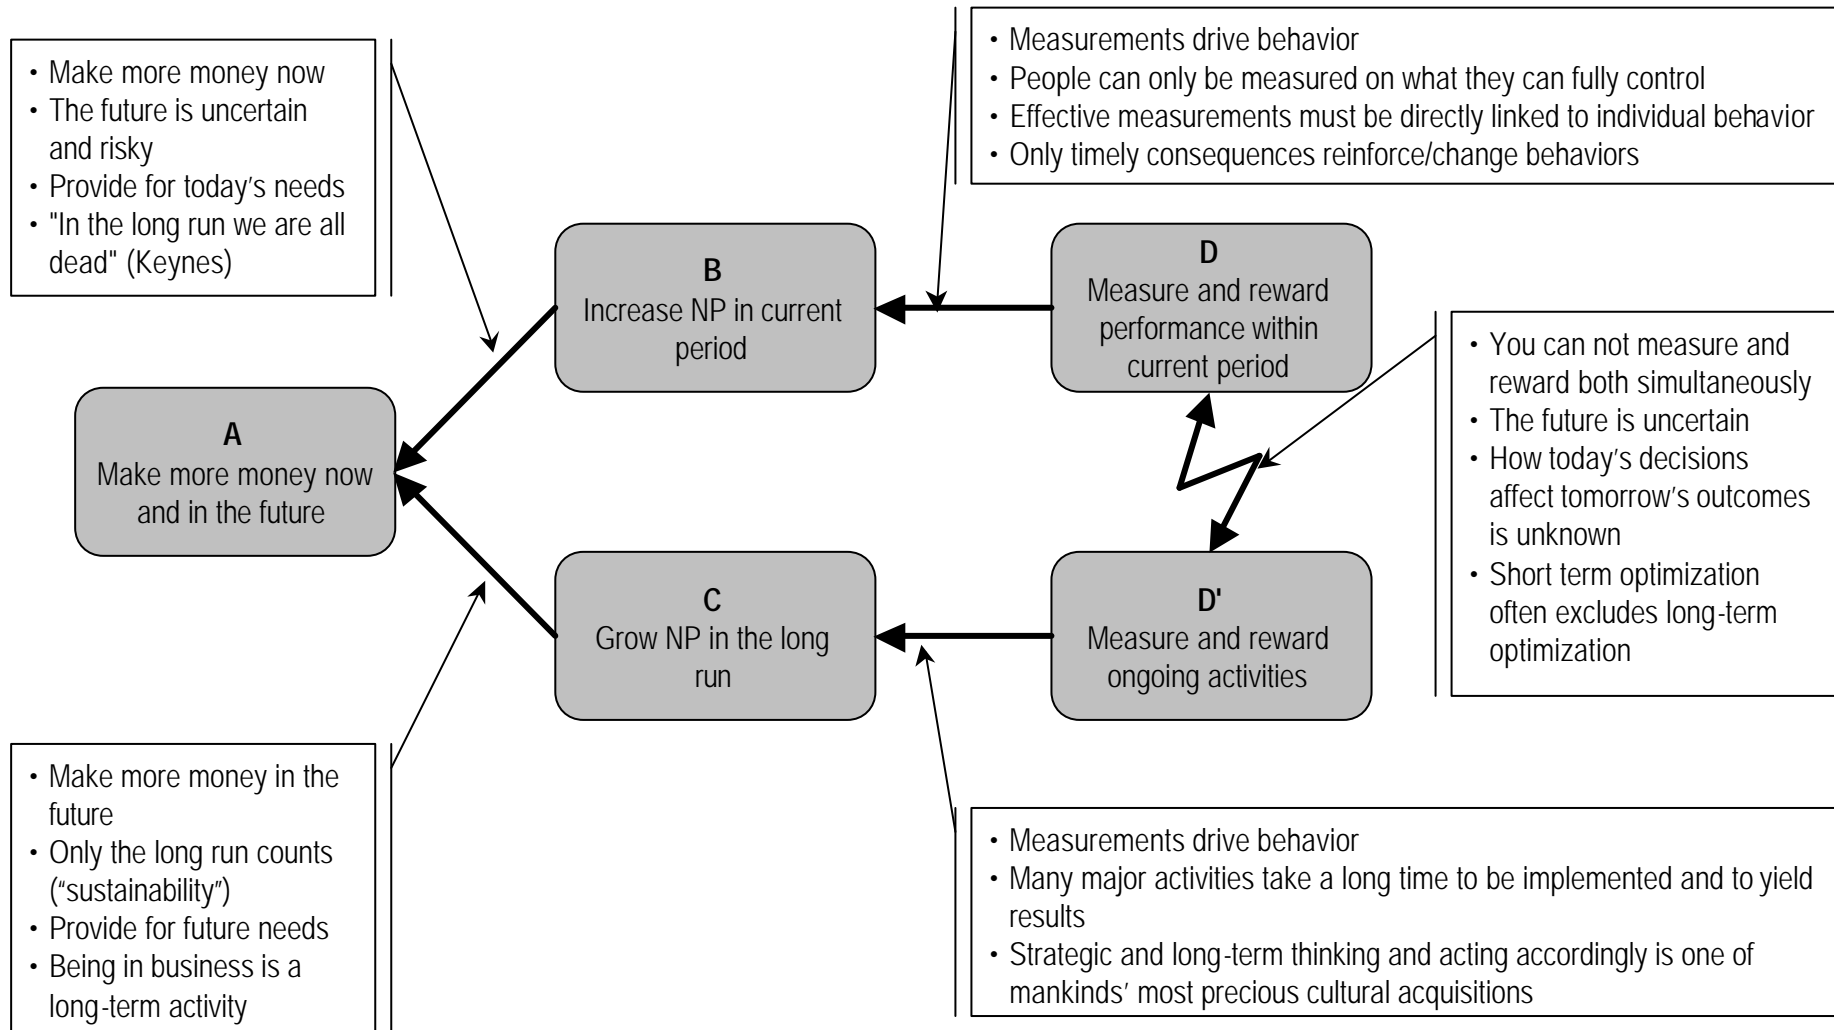 • Make more money now
• The future is uncertain
and risky
• Provide for today's needs
• "In the long run we are all
dead" (Keynes)
• Measurements drive behavior
• People can only be measured on what they can fully control
• Effective measurements must be directly linked to individual behavior
• Only timely consequences reinforce/change behaviors
B
Increase NP in current
period
D
Measure and reward
performance within
current period
A
Make more money now
and in the future
• You can not measure and
reward both simultaneously
• The future is uncertain
• How today's decisions
affect tomorrow's outcomes
is unknown
• Short term optimization
often excludes long-term
optimization
C
Grow NP in the long
run
D'
Measure and reward
ongoing activities
• Make more money in the
future
• Only the long run counts
(“sustainability”)
• Provide for future needs
• Being in business is a
long-term activity
• Measurements drive behavior
• Many major activities take a long time to be implemented and to yield
results
• Strategic and long-term thinking and acting accordingly is one of
mankinds’ most precious cultural acquisitions